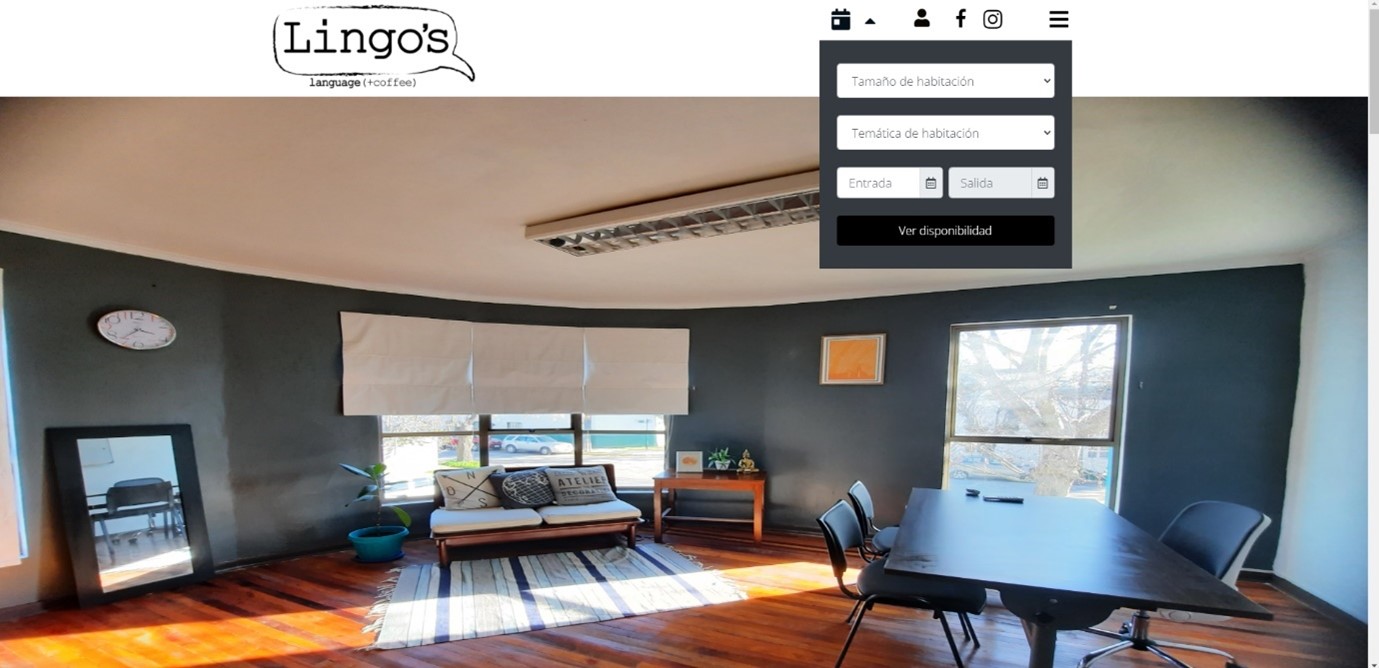 Lingo's
language(+coffee)
Tamaño de habitación
Temática de habitación
Entrada
Salida
Ver disponibilidad
N
D S
ATELIER